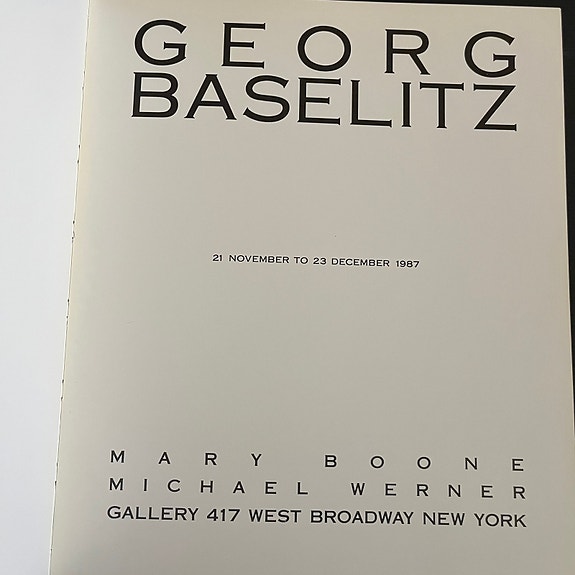 GEORG
BASELITZ
21 NOVEMBER TO 23 DECEMBER 1987
MARY BOONE
MICHAEL WERNER
GALLERY 417 WEST BROADWAY NEW YORK